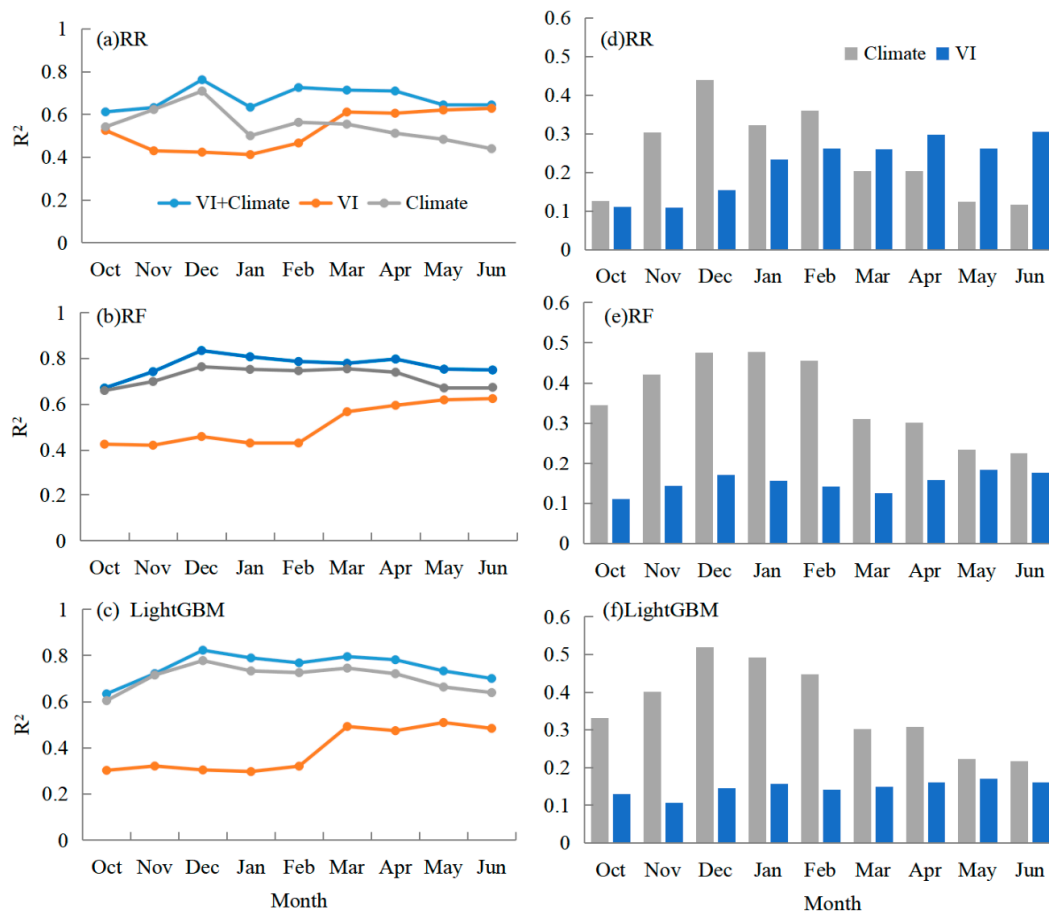 (a)RR
1
0.8
0.6
0.4
0.2
0
R²
VI+Climate VI Climate
Oct Nov Dec Jan Feb Mar Apr May Jun
(d)RR
0.6
0.5
0.4
0.3
0.2
0.1
0
Climate VI
Oct Nov Dec Jan Feb Mar Apr May Jun
(b)RF
1
0.8
0.6
0.4
0.2
0
R²
Oct Nov Dec Jan Feb Mar Apr May Jun
(e)RF
0.6
0.5
0.4
0.3
0.2
0.1
0
Oct Nov Dec Jan Feb Mar Apr May Jun
(c) LightGBM
1
0.8
0.6
0.4
0.2
0
R²
Oct Nov Dec Jan Feb Mar Apr May Jun
Month
(f)LightGBM
0.6
0.5
0.4
0.3
0.2
0.1
0
Oct Nov Dec Jan Feb Mar Apr May Jun
Month